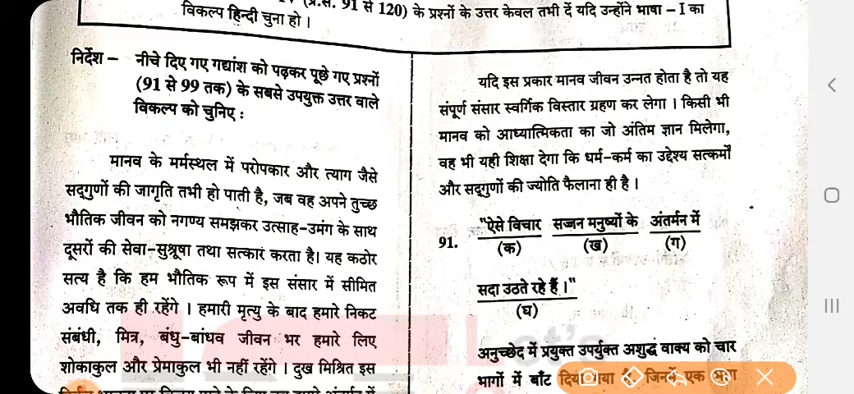 (प्र.स. 91 से 120) के प्रश्नों के उत्तर केवल तभी दें यदि उन्होंने भाषा – I का
विकल्प हिन्दी चुना हो ।
निर्देश – नीचे दिए गए गद्यांश को पढ़कर पूछे गए प्रश्नों
(91 से 99 तक) के सबसे उपयुक्त उत्तर वाले
विकल्प को चुनिए :
मानव के मर्मस्थल में परोपकार और त्याग जैसे
सद्गुणों की जागृति तभी हो पाती है, जब वह अपने तुच्छ
भौतिक जीवन को नगण्य समझकर उत्साह-उमंग के साथ
दूसरों की सेवा-सुश्रूषा तथा सत्कार करता है। यह कठोर
सत्य है कि हम भौतिक रूप में इस संसार में सीमित
अवधि तक ही रहेंगे । हमारी मृत्यु के बाद हमारे निकट
संबंधी, मित्र, बंधु-बांधव जीवन भर हमारे लिए
शोकाकुल और प्रेमाकुल भी नहीं रहेंगे । दुख मिश्रित इस
यदि इस प्रकार मानव जीवन उन्नत होता है तो यह
संपूर्ण संसार स्वर्गिक विस्तार ग्रहण कर लेगा । किसी भी
मानव को आध्यात्मिकता का जो अंतिम ज्ञान मिलेगा,
वह भी यही शिक्षा देगा कि धर्म-कर्म का उद्देश्य सत्कर्मों
और सद्गुणों की ज्योति फैलाना ही है ।
91. "ऐसे विचार सज्जन मनुष्यों के अंतर्मन में
(क) (ख) (ग)
सदा उठते रहे हैं ।"
(घ)
अनुच्छेद में प्रयुक्त उपर्युक्त अशुद्ध वाक्य को चार
भागों में बाँट दिया गया है, जिनमें एक भाग